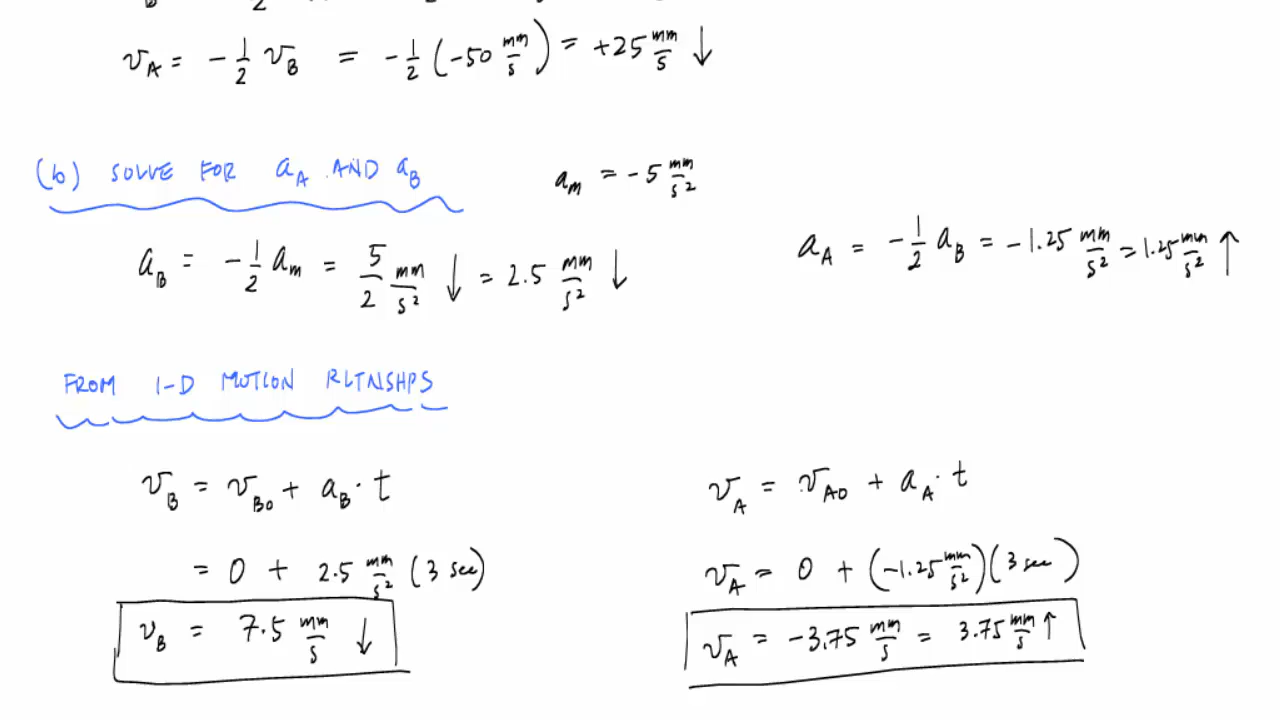 v_A = -1/2 v_B = -1/2 (-50 mm/s) = +25 mm/s ↓
(b) SOLVE FOR a_A AND a_B
a_m = -5 mm/s²
a_B = -1/2 a_m = 5/2 mm/s² ↓ = 2.5 mm/s² ↓
a_A = -1/2 a_B = -1.25 mm/s² = 1.25 mm/s² ↑
FROM 1-D MOTION RLTNSHPS
v_B = v_B0 + a_B · t
= 0 + 2.5 mm/s² (3 sec)
v_B = 7.5 mm/s ↓
v_A = v_A0 + a_A · t
v_A = 0 + (-1.25 mm/s²)(3 sec)
v_A = -3.75 mm/s = 3.75 mm/s ↑